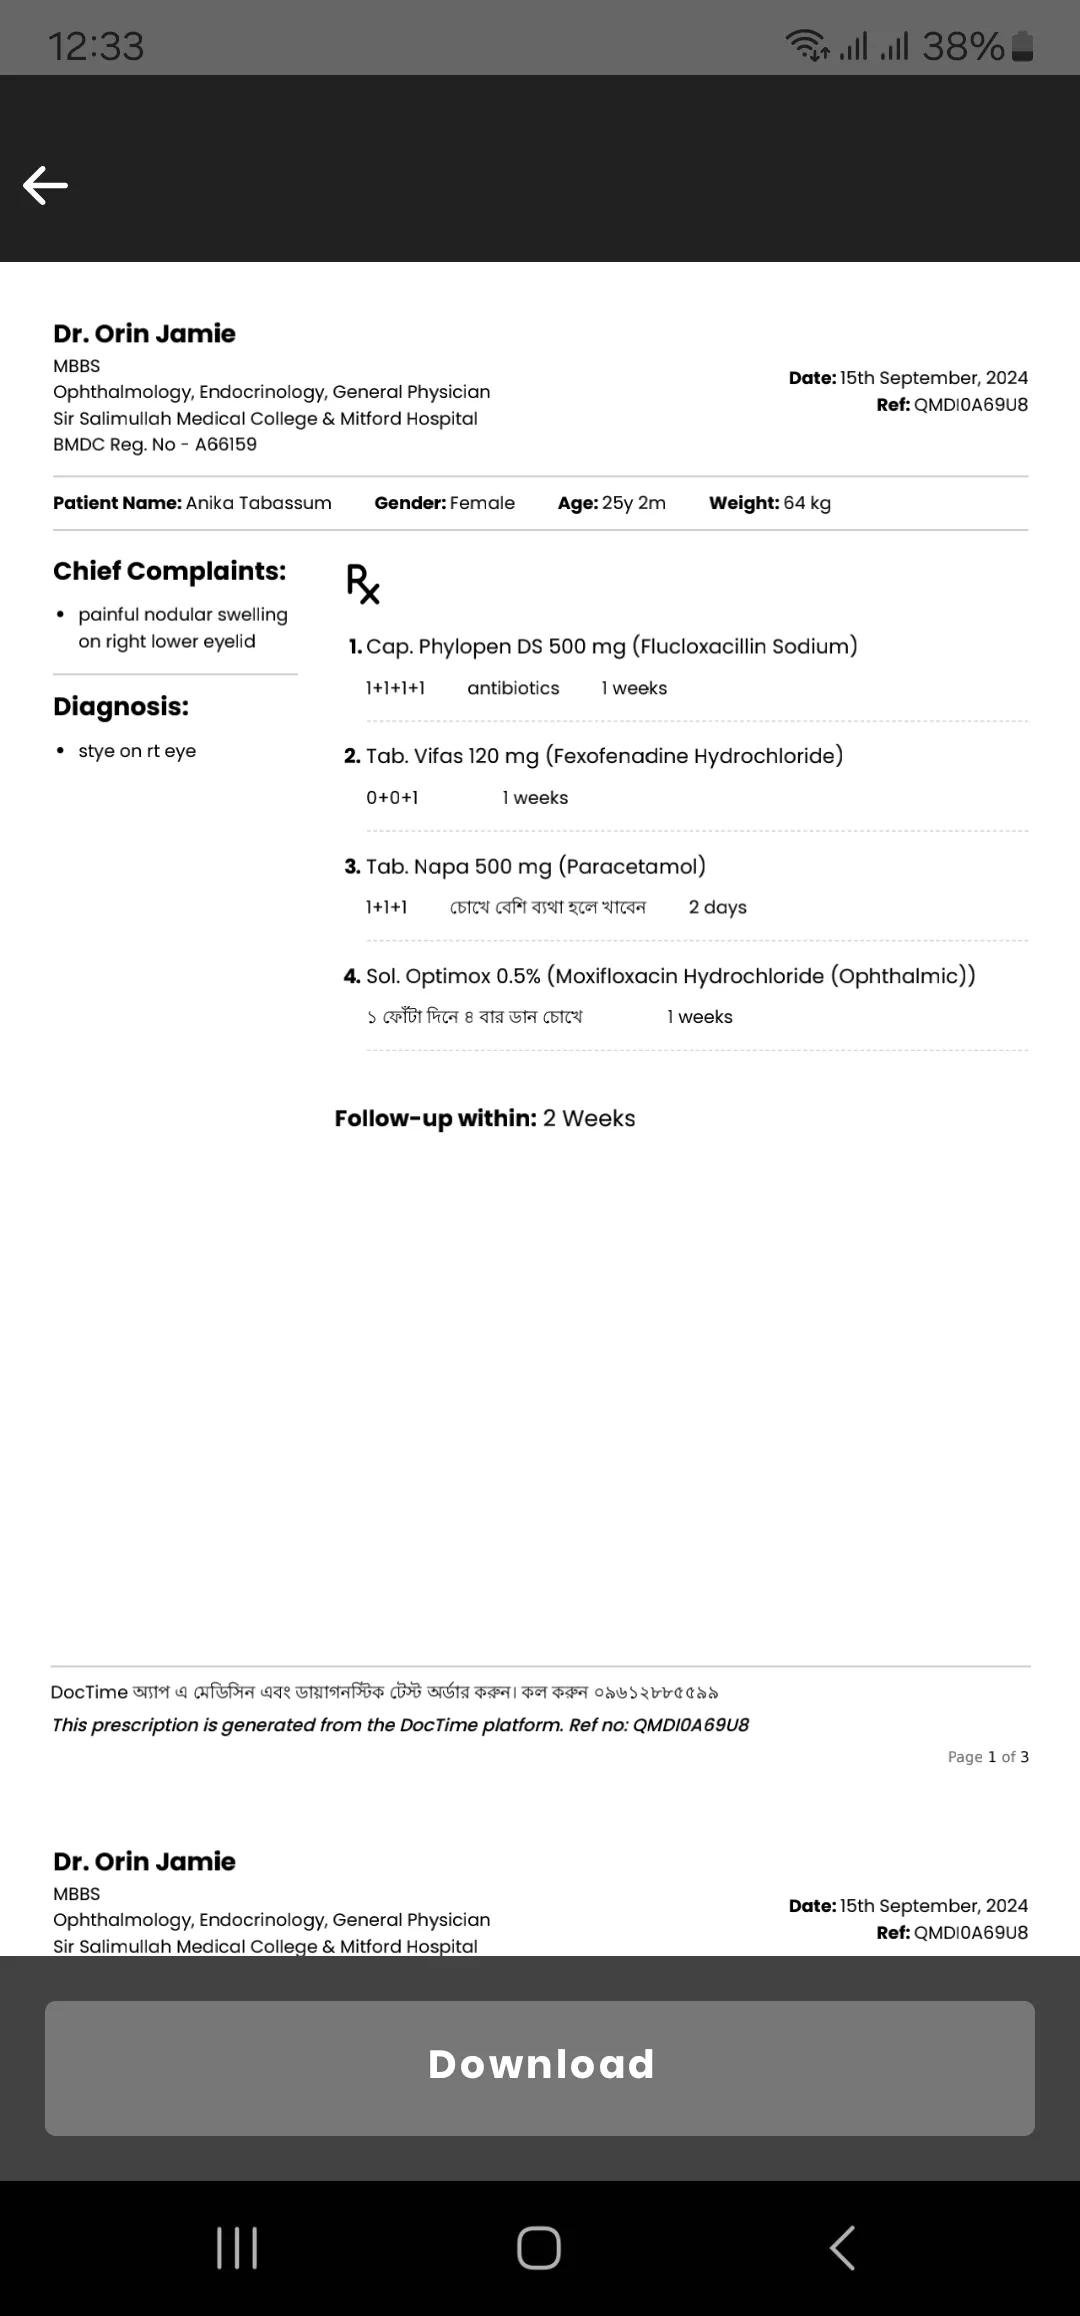 12:33
38%
Dr. Orin Jamie
MBBS
Ophthalmology, Endocrinology, General Physician
Sir Salimullah Medical College & Mitford Hospital
BMDC Reg. No - A66159
Date: 15th September, 2024
Ref: QMDI0A69U8
Patient Name: Anika Tabassum Gender: Female Age: 25y 2m Weight: 64 kg
Chief Complaints:
• painful nodular swelling
on right lower eyelid
Diagnosis:
• stye on rt eye
Rx
1. Cap. Phylopen DS 500 mg (Flucloxacillin Sodium)
1+1+1+1 antibiotics 1 weeks
2. Tab. Vifas 120 mg (Fexofenadine Hydrochloride)
0+0+1 1 weeks
3. Tab. Napa 500 mg (Paracetamol)
1+1+1 চোখে বেশি ব্যথা হলে খাবেন 2 days
4. Sol. Optimox 0.5% (Moxifloxacin Hydrochloride (Ophthalmic))
১ ফোঁটা দিনে ৪ বার ডান চোখে 1 weeks
Follow-up within: 2 Weeks
DocTime অ্যাপ এ মেডিসিন এবং ডায়াগনস্টিক টেস্ট অর্ডার করুন। কল করুন ০৯৬১২৮৮৫৫৯৯
This prescription is generated from the DocTime platform. Ref no: QMDI0A69U8
Page 1 of 3
Dr. Orin Jamie
MBBS
Ophthalmology, Endocrinology, General Physician
Sir Salimullah Medical College & Mitford Hospital
Date: 15th September, 2024
Ref: QMDI0A69U8
Download